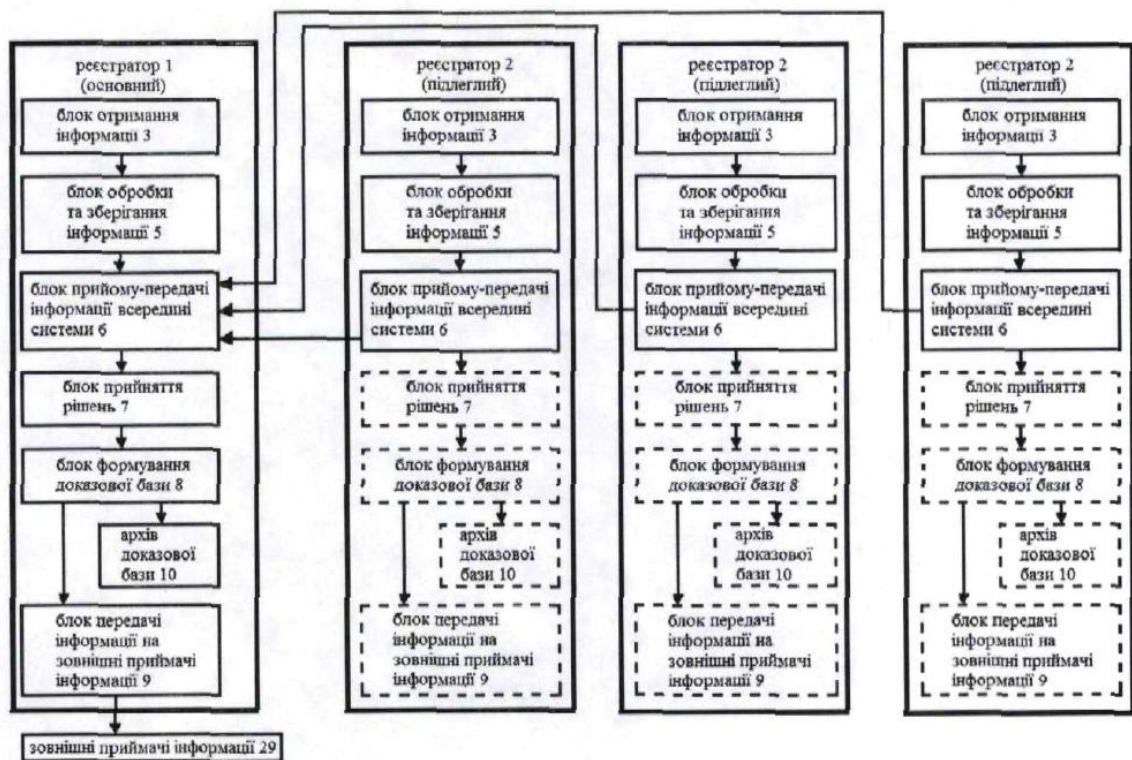 реєстратор 1
(основний)
блок отримання
інформації 3
блок обробки
та зберігання
інформації 5
блок прийому-передачі
інформації всередині
системи 6
блок прийняття
рішень 7
блок формування
доказової бази 8
архів
доказової
бази 10
блок передачі
інформації на
зовнішні приймачі
інформації 9
зовнішні приймачі інформації 29
реєстратор 2
(підлеглий)
блок отримання
інформації 3
блок обробки
та зберігання
інформації 5
блок прийому-передачі
інформації всередині
системи 6
блок прийняття
рішень 7
блок формування
доказової бази 8
архів
доказової
бази 10
блок передачі
інформації на
зовнішні приймачі
інформації 9
реєстратор 2
(підлеглий)
блок отримання
інформації 3
блок обробки
та зберігання
інформації 5
блок прийому-передачі
інформації всередині
системи 6
блок прийняття
рішень 7
блок формування
доказової бази 8
архів
доказової
бази 10
блок передачі
інформації на
зовнішні приймачі
інформації 9
реєстратор 2
(підлеглий)
блок отримання
інформації 3
блок обробки
та зберігання
інформації 5
блок прийому-передачі
інформації всередині
системи 6
блок прийняття
рішень 7
блок формування
доказової бази 8
архів
доказової
бази 10
блок передачі
інформації на
зовнішні приймачі
інформації 9